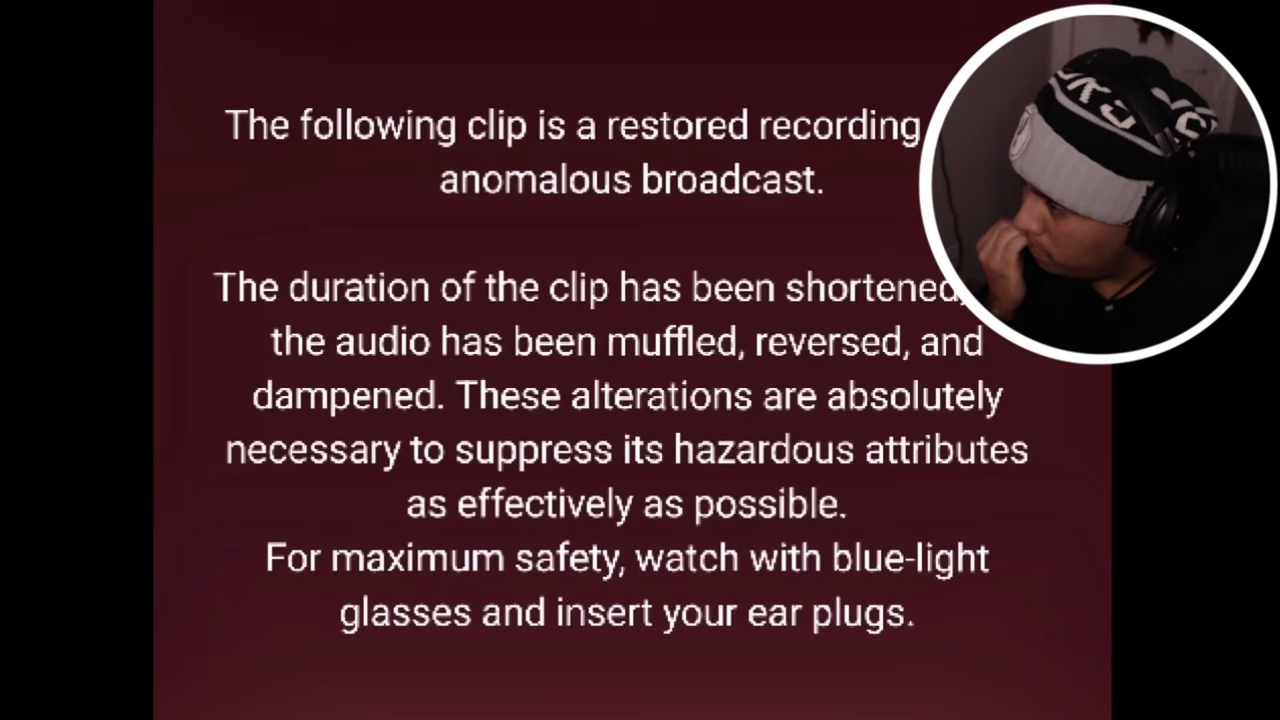 The following clip is a restored recording
anomalous broadcast.
The duration of the clip has been shortened,
the audio has been muffled, reversed, and
dampened. These alterations are absolutely
necessary to suppress its hazardous attributes
as effectively as possible.
For maximum safety, watch with blue-light
glasses and insert your ear plugs.